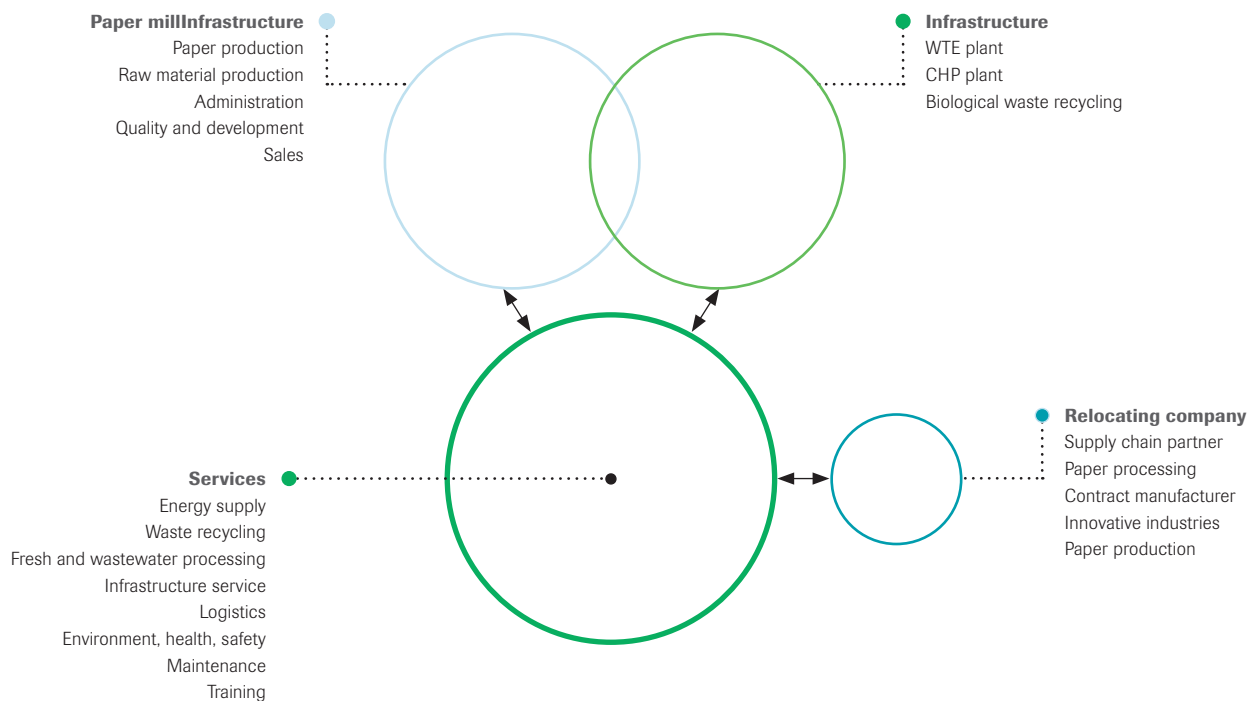 Paper millInfrastructure
Paper production
Raw material production
Administration
Quality and development
Sales
Infrastructure
WTE plant
CHP plant
Biological waste recycling
Relocating company
Supply chain partner
Paper processing
Contract manufacturer
Innovative industries
Paper production
Services
Energy supply
Waste recycling
Fresh and wastewater processing
Infrastructure service
Logistics
Environment, health, safety
Maintenance
Training